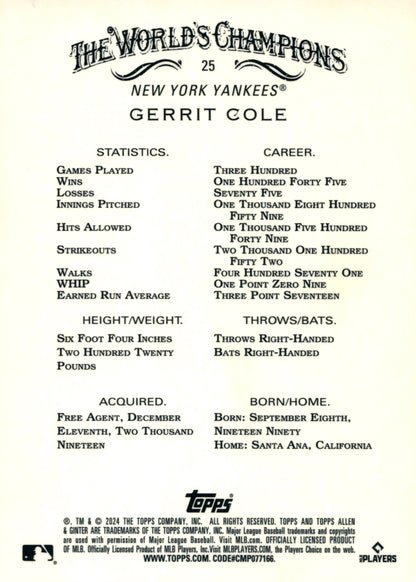 THE WORLD'S CHAMPIONS
25
NEW YORK YANKEES®
GERRIT COLE
STATISTICS. CAREER.
GAMES PLAYED THREE HUNDRED
WINS ONE HUNDRED FORTY FIVE
LOSSES SEVENTY FIVE
INNINGS PITCHED ONE THOUSAND EIGHT HUNDRED
FIFTY NINE
HITS ALLOWED ONE THOUSAND FIVE HUNDRED
FORTY NINE
STRIKEOUTS TWO THOUSAND ONE HUNDRED
FIFTY TWO
WALKS FOUR HUNDRED SEVENTY ONE
WHIP ONE POINT ZERO NINE
EARNED RUN AVERAGE THREE POINT SEVENTEEN
HEIGHT/WEIGHT.
SIX FOOT FOUR INCHES
TWO HUNDRED TWENTY
POUNDS
THROWS/BATS.
THROWS RIGHT-HANDED
BATS RIGHT-HANDED
ACQUIRED.
FREE AGENT, DECEMBER
ELEVENTH, TWO THOUSAND
NINETEEN
BORN/HOME.
BORN: SEPTEMBER EIGHTH,
NINETEEN NINETY
HOME: SANTA ANA, CALIFORNIA
topps
®, TM & © 2024 THE TOPPS COMPANY, INC. ALL RIGHTS RESERVED. TOPPS AND TOPPS ALLEN
& GINTER ARE TRADEMARKS OF THE TOPPS COMPANY, INC. Major League Baseball trademarks and copyrights
are used with permission of Major League Baseball. Visit MLB.com. OFFICIALLY LICENSED PRODUCT
OF MLB. Officially Licensed Product of MLB Players, Inc.Visit MLBPLAYERS.COM, the Players Choice on the web.
WWW.TOPPS.COM. CODE#CMP077166.
MLB PLAYERS